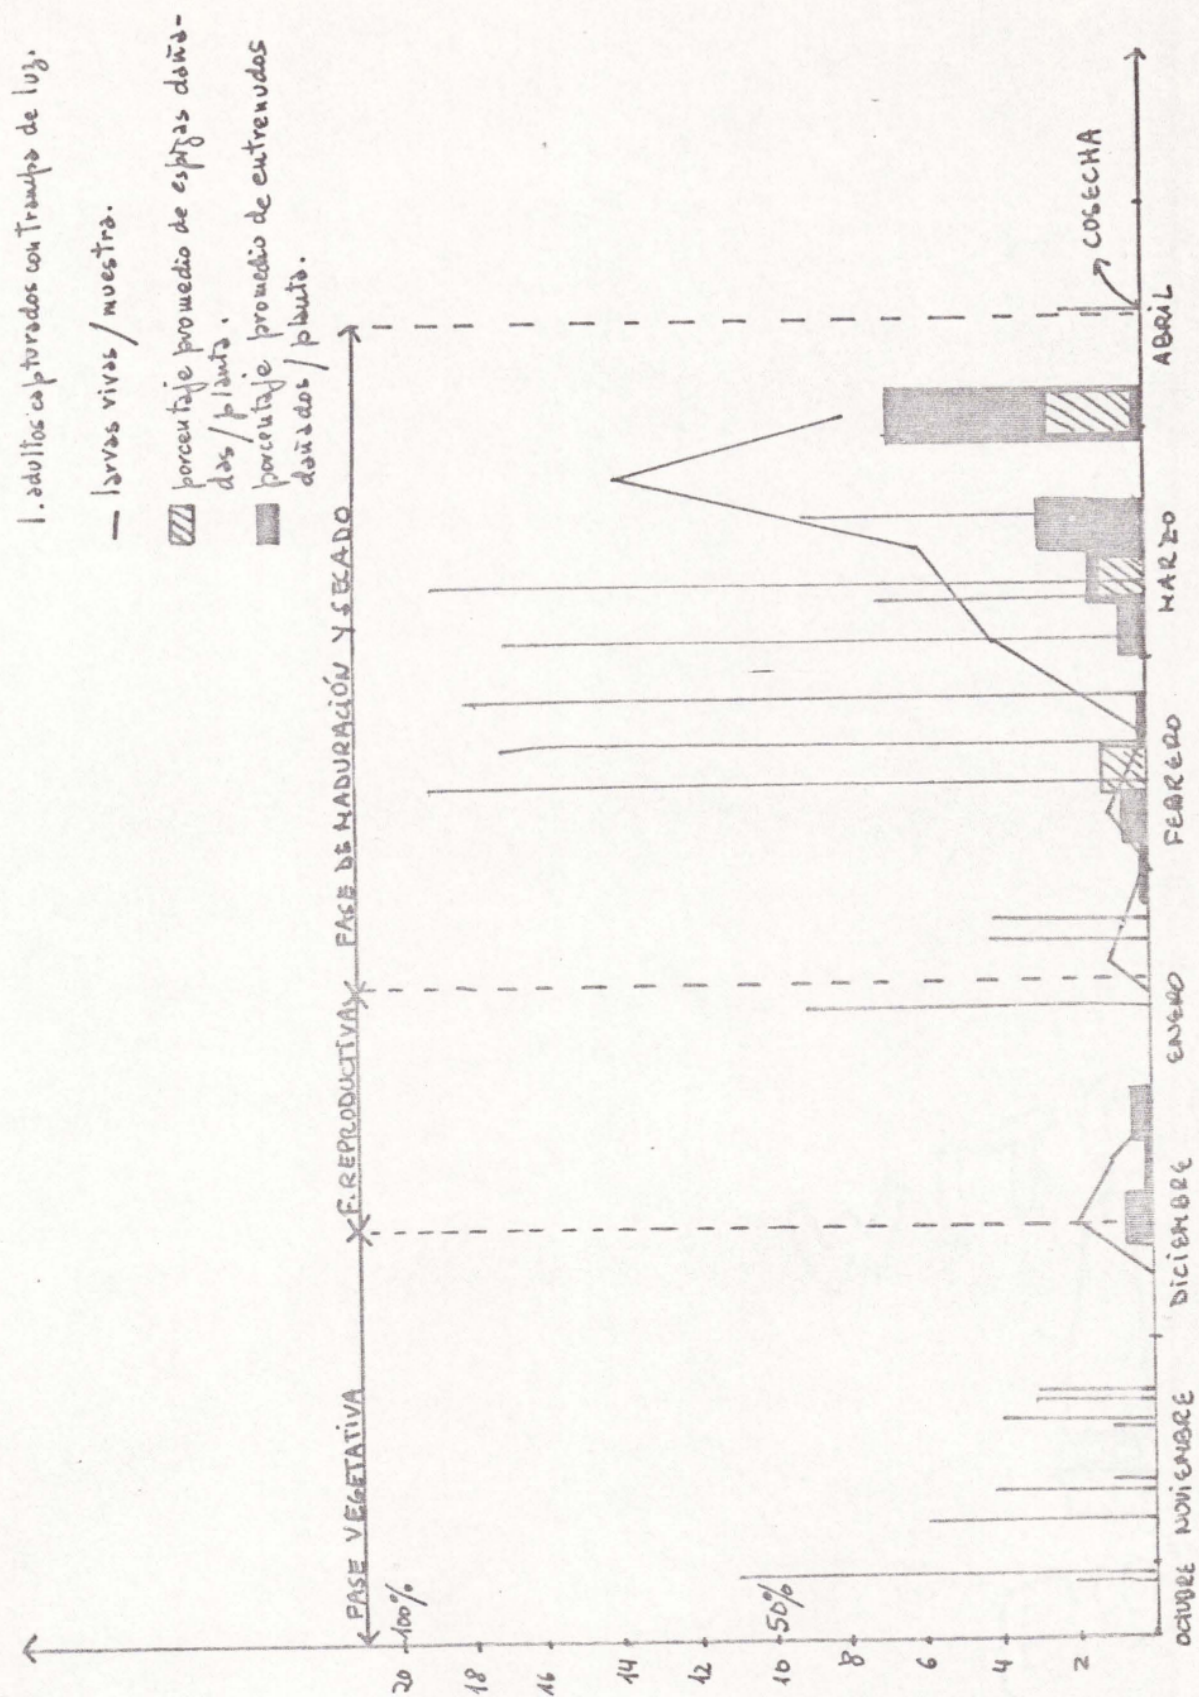 1. adultos capturados con trampa de luz.
— larvas vivas / muestra.
porcentaje promedio de espigas daña-
das / planta.
porcentaje promedio de entrenudos
dañados / planta.
FASE VEGETATIVA
F. REPRODUCTIVA
FASE DE MADURACIÓN Y SECADO
20
100%
18
16
14
12
10
50%
8
6
4
2
COSECHA
OCTUBRE
NOVIEMBRE
DICIEMBRE
ENERO
FEBRERO
MARZO
ABRIL